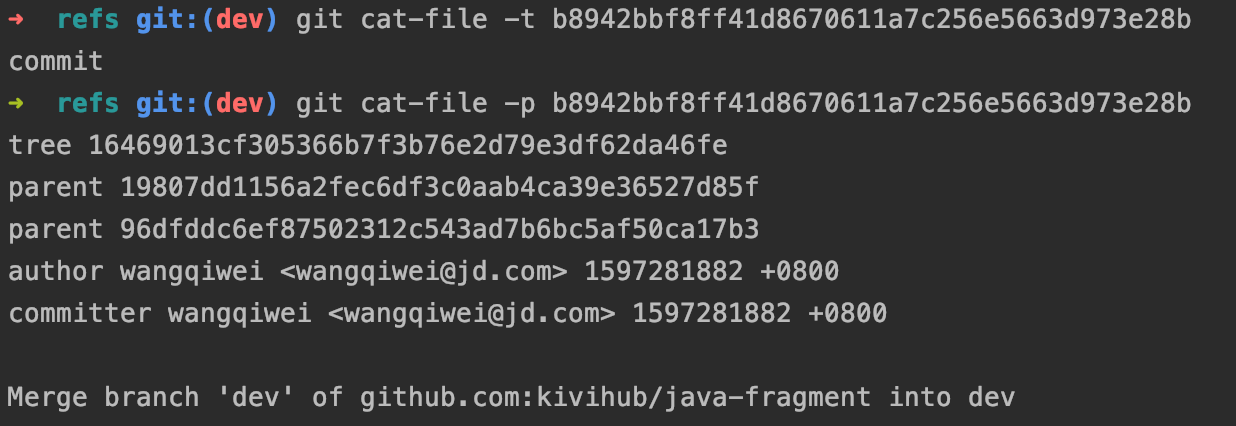 ➜ refs git:(dev) git cat-file -t b8942bbf8ff41d8670611a7c256e5663d973e28b
commit
➜ refs git:(dev) git cat-file -p b8942bbf8ff41d8670611a7c256e5663d973e28b
tree 16469013cf305366b7f3b76e2d79e3df62da46fe
parent 19807dd1156a2fec6df3c0aab4ca39e36527d85f
parent 96dfddc6ef87502312c543ad7b6bc5af50ca17b3
author wangqiwei <wangqiwei@jd.com> 1597281882 +0800
committer wangqiwei <wangqiwei@jd.com> 1597281882 +0800
Merge branch 'dev' of github.com:kivihub/java-fragment into dev